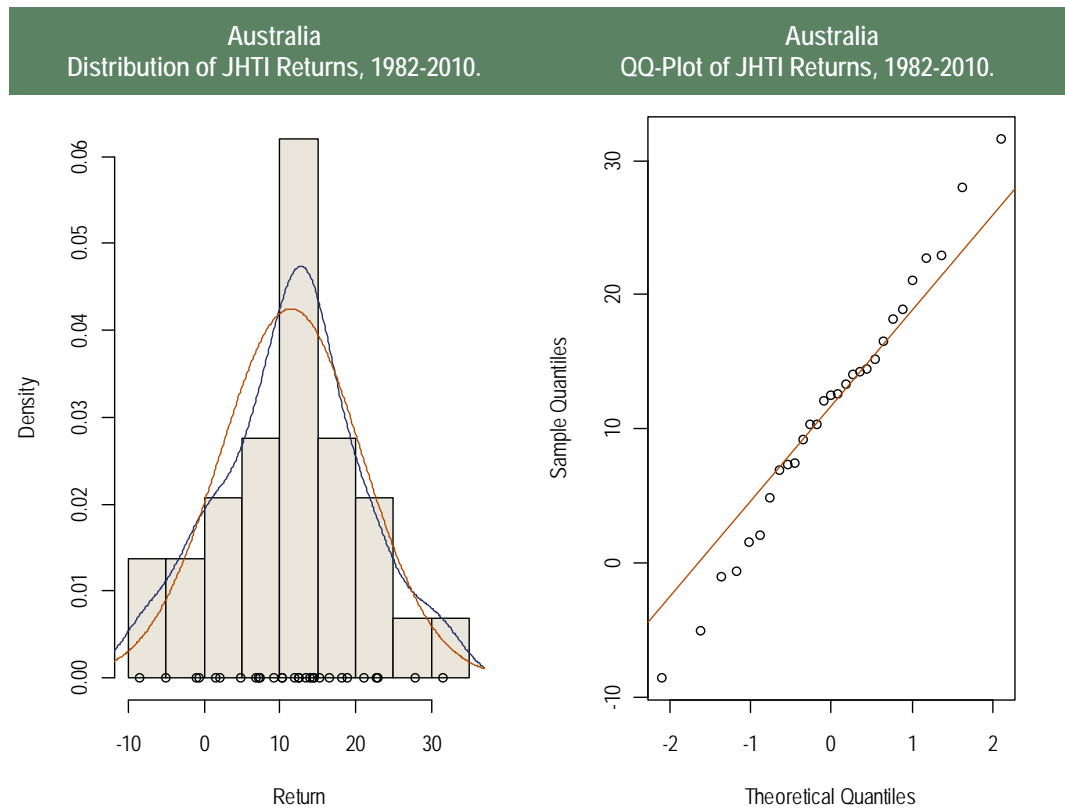 Australia
Distribution of JHTI Returns, 1982-2010.
Australia
QQ-Plot of JHTI Returns, 1982-2010.
Density
0.00
0.01
0.02
0.03
0.04
0.05
0.06
-10
0
10
20
30
Return
Sample Quantiles
-10
0
10
20
30
-2
-1
0
1
2
Theoretical Quantiles